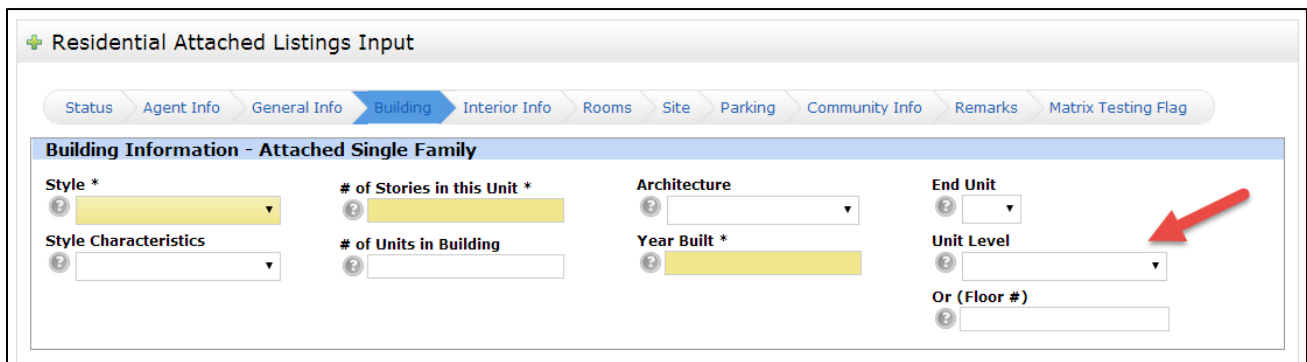 Residential Attached Listings Input
Status Agent Info General Info Building Interior Info Rooms Site Parking Community Info Remarks Matrix Testing Flag
Building Information - Attached Single Family
Style * # of Stories in this Unit * Architecture End Unit
Style Characteristics # of Units in Building Year Built * Unit Level
Or (Floor #)